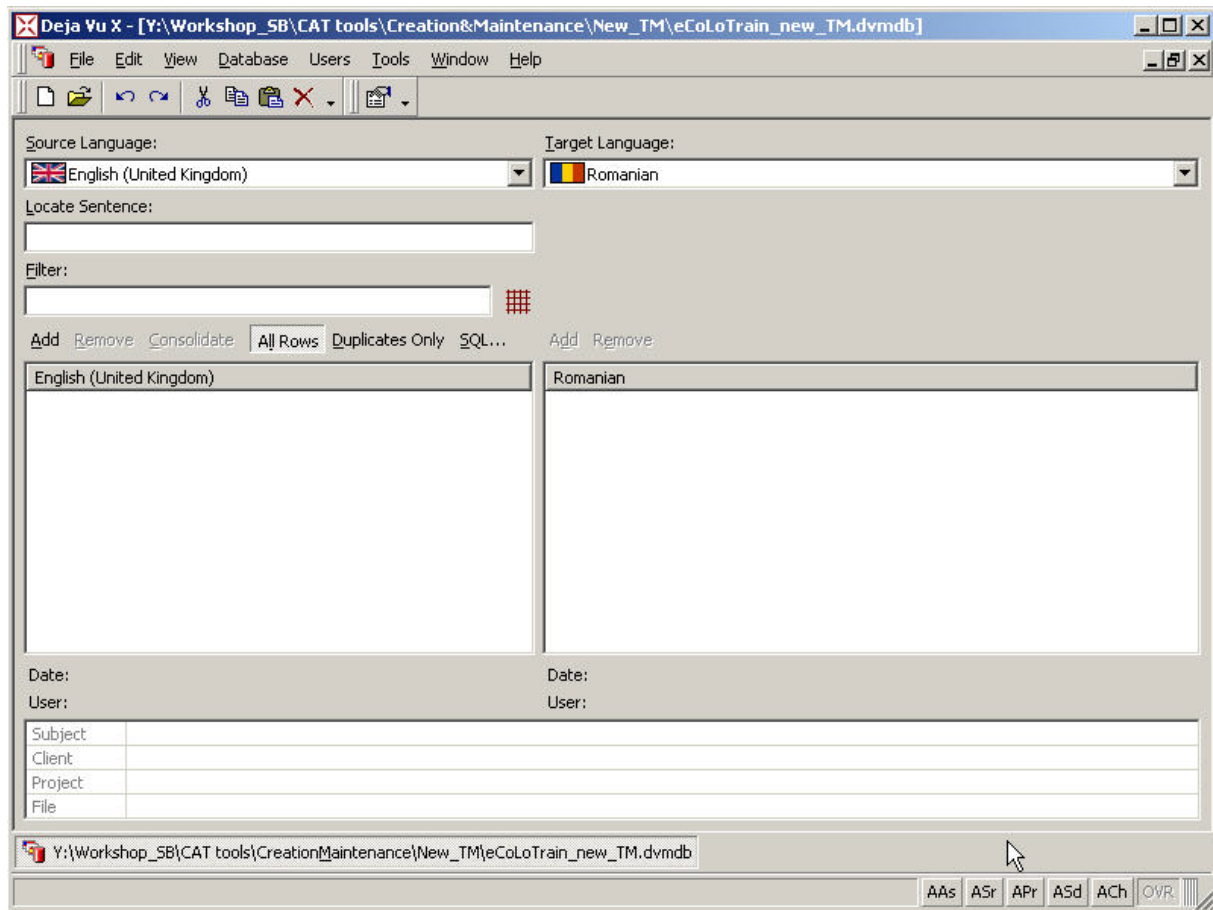 Deja Vu X - [Y:\Workshop_SB\CAT tools\Creation&Maintenance\New_TM\eCoLoTrain_new_TM.dvmdb]
File Edit View Database Users Tools Window Help
Source Language: Target Language:
English (United Kingdom) Romanian
Locate Sentence:
Filter:
Add Remove Consolidate All Rows Duplicates Only SQL... Add Remove
English (United Kingdom) Romanian
Date: Date:
User: User:
Subject
Client
Project
File
Y:\Workshop_SB\CAT tools\CreationMaintenance\New_TM\eCoLoTrain_new_TM.dvmdb
AAs ASr APr ASd ACh OVR